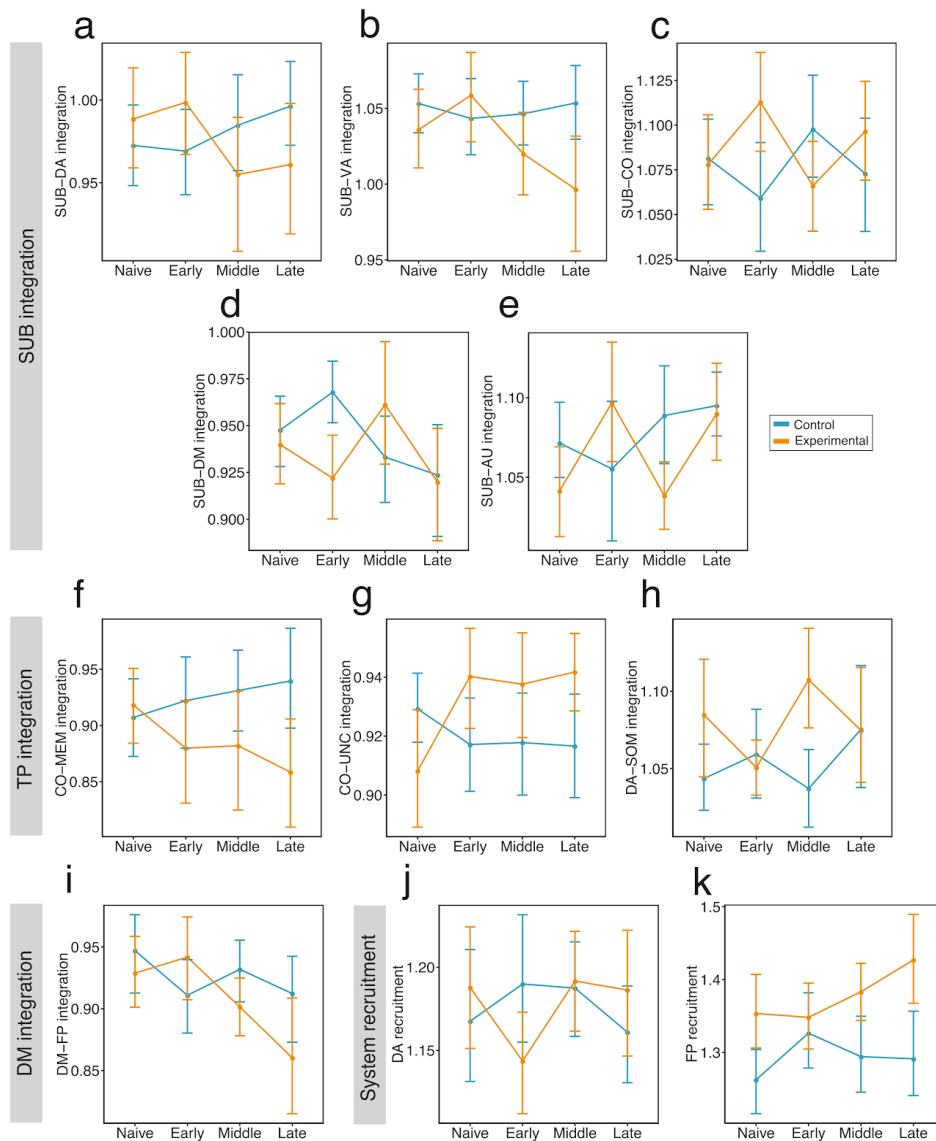 a
b
c
SUB integration
SUB−DA integration
1.00
0.95
Naive Early Middle Late
SUB−VA integration
1.05
1.00
0.95
Naive Early Middle Late
SUB−CO integration
1.125
1.100
1.075
1.050
1.025
Naive Early Middle Late
d
e
SUB−DM integration
1.000
0.975
0.950
0.925
0.900
Naive Early Middle Late
SUB−AU integration
1.10
1.05
Naive Early Middle Late
Control
Experimental
f
g
h
TP integration
CO−MEM integration
0.95
0.90
0.85
Naive Early Middle Late
CO−UNC integration
0.94
0.92
0.90
Naive Early Middle Late
DA−SOM integration
1.10
1.05
Naive Early Middle Late
i
j
k
DM integration
DM−FP integration
0.95
0.90
0.85
Naive Early Middle Late
System recruitment
DA recruitment
1.20
1.15
Naive Early Middle Late
FP recruitment
1.5
1.4
1.3
Naive Early Middle Late